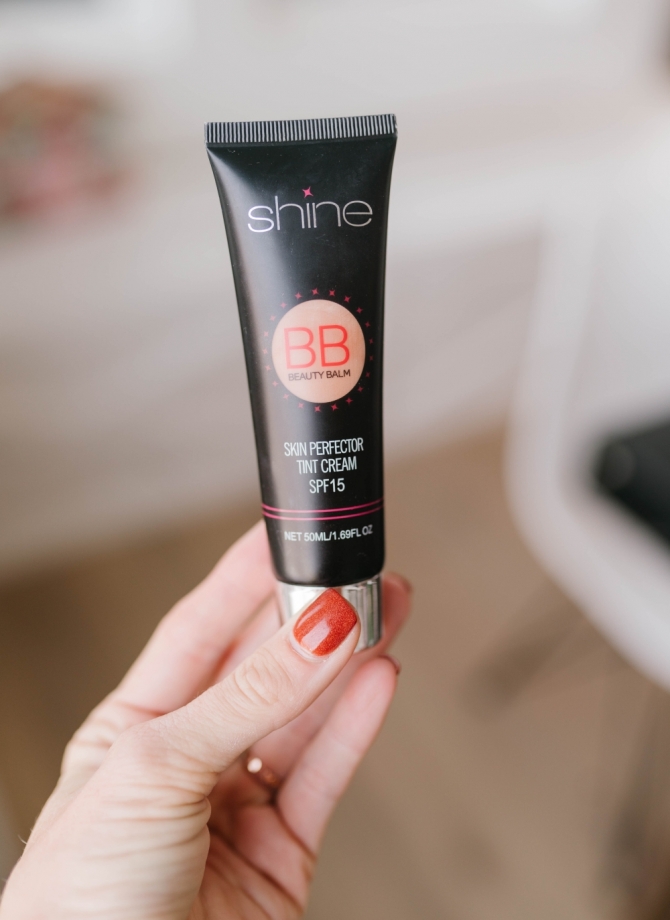 shine
BB
BEAUTY BALM
SKIN PERFECTOR
TINT CREAM
SPF15
NET 50ML/1.69FL OZ